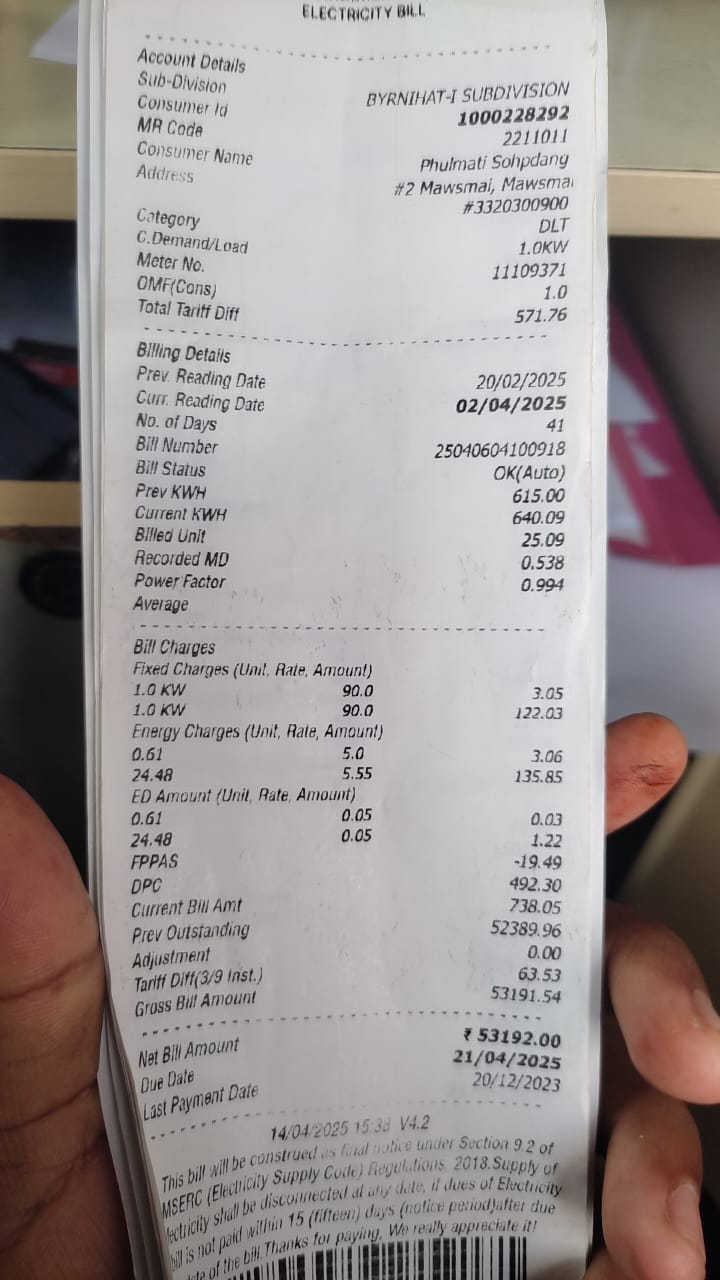 ELECTRICITY BILL
Account Details
Sub-Division BYRNIHAT-I SUBDIVISION
Consumer Id 1000228292
MR Code 2211011
Consumer Name Phulmati Sohpdang
Address #2 Mawsmai, Mawsmai
#3320300900
Category DLT
C.Demand/Load 1.0KW
Meter No. 11109371
OMF(Cons) 1.0
Total Tariff Diff 571.76
Billing Details
Prev. Reading Date 20/02/2025
Curr. Reading Date 02/04/2025
No. of Days 41
Bill Number 25040604100918
Bill Status OK(Auto)
Prev KWH 615.00
Current KWH 640.09
Billed Unit 25.09
Recorded MD 0.538
Power Factor 0.994
Average
Bill Charges
Fixed Charges (Unit, Rate, Amount)
1.0 KW 90.0 3.05
1.0 KW 90.0 122.03
Energy Charges (Unit, Rate, Amount)
0.61 5.0 3.06
24.48 5.55 135.85
ED Amount (Unit, Rate, Amount)
0.61 0.05 0.03
24.48 0.05 1.22
FPPAS -19.49
DPC 492.30
Current Bill Amt 738.05
Prev Outstanding 52389.96
Adjustment 0.00
Tariff Diff(3/9 Inst.) 63.53
Gross Bill Amount 53191.54
Net Bill Amount ₹ 53192.00
Due Date 21/04/2025
Last Payment Date 20/12/2023
14/04/2025 15:38 V4.2
This bill will be construed as final notice under Section 9.2 of
MSERC (Electricity Supply Code) Regulations, 2018.Supply of
lectricity shall be disconnected at any date, if dues of Electricity
bill is not paid within 15 (fifteen) days (notice period)after due
ate of the bill.Thanks for paying, We really appreciate it!